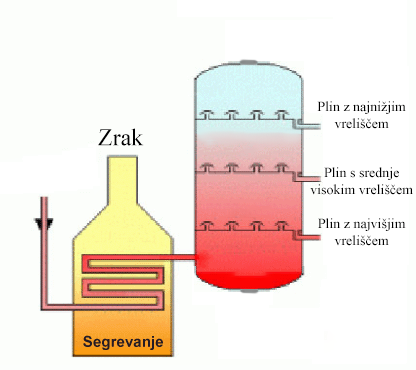 Zrak
Plin z najnižjim
vreliščem
Plin s srednje
visokim vreliščem
Plin z najvišjim
vreliščem
Segrevanje